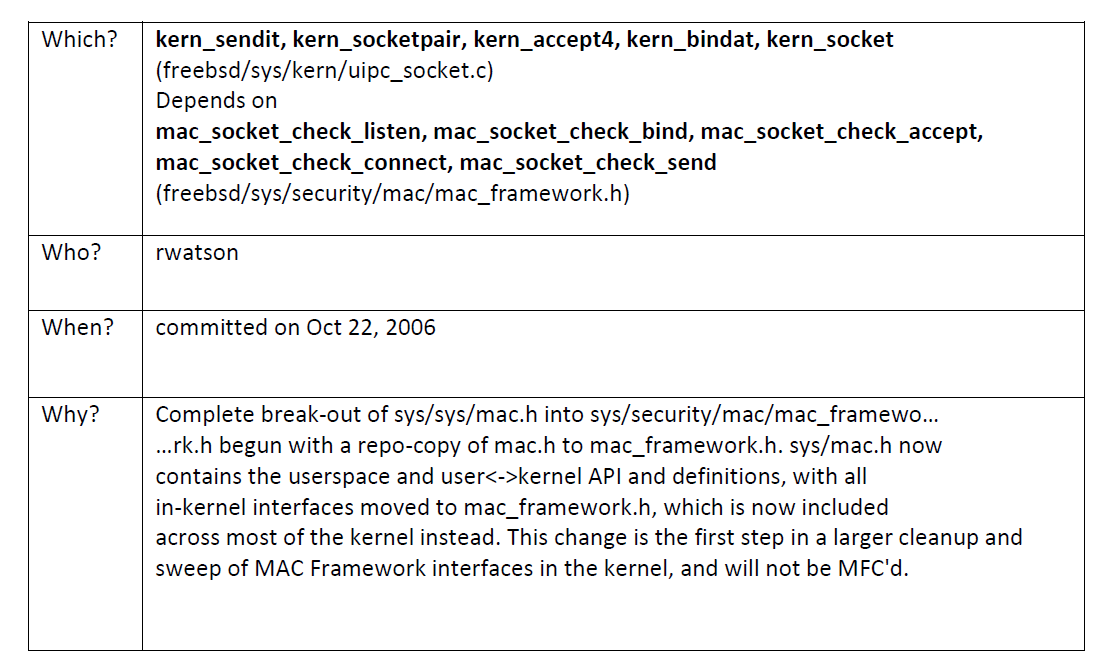 Which?
kern_sendit, kern_socketpair, kern_accept4, kern_bindat, kern_socket
(freebsd/sys/kern/uipc_socket.c)
Depends on
mac_socket_check_listen, mac_socket_check_bind, mac_socket_check_accept,
mac_socket_check_connect, mac_socket_check_send
(freebsd/sys/security/mac/mac_framework.h)
Who?
rwatson
When?
committed on Oct 22, 2006
Why?
Complete break-out of sys/sys/mac.h into sys/security/mac/mac_framewo…
…rk.h begun with a repo-copy of mac.h to mac_framework.h. sys/mac.h now
contains the userspace and user<->kernel API and definitions, with all
in-kernel interfaces moved to mac_framework.h, which is now included
across most of the kernel instead. This change is the first step in a larger cleanup and
sweep of MAC Framework interfaces in the kernel, and will not be MFC'd.